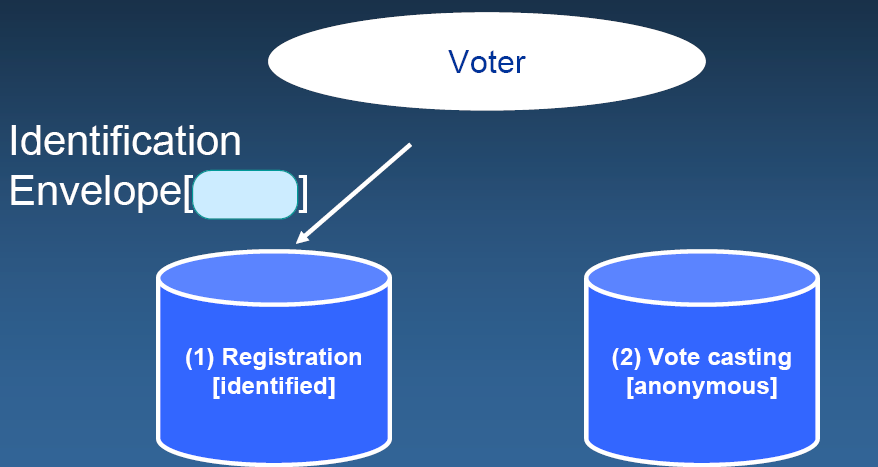 Voter
Identification
Envelope[ ]
(1) Registration
[identified]
(2) Vote casting
[anonymous]